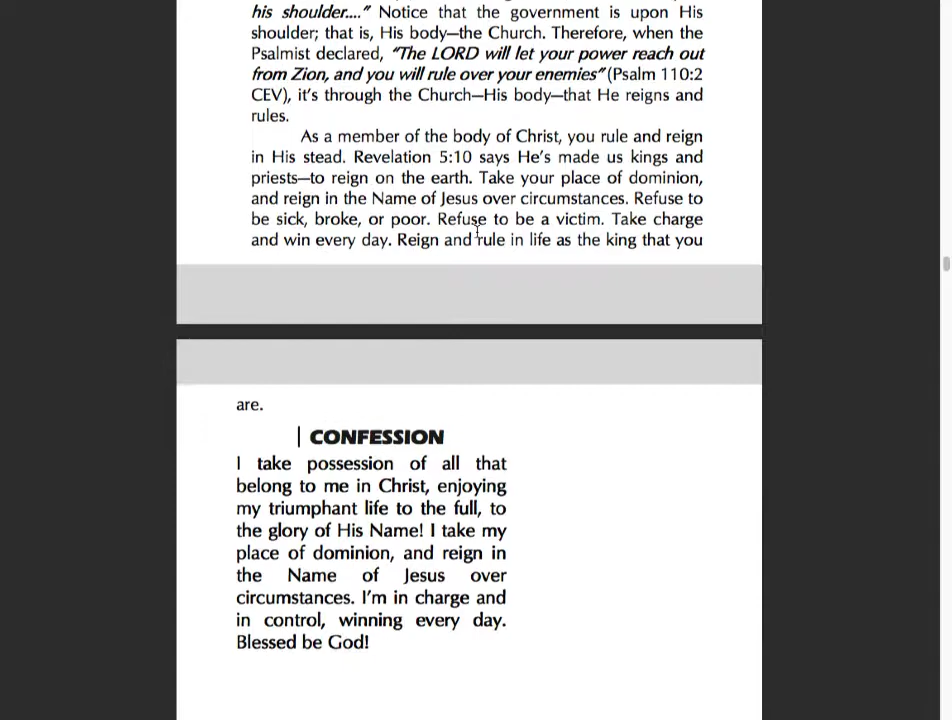 his shoulder...." Notice that the government is upon His
shoulder; that is, His body—the Church. Therefore, when the
Psalmist declared, "The LORD will let your power reach out
from Zion, and you will rule over your enemies" (Psalm 110:2
CEV), it's through the Church—His body—that He reigns and
rules.
As a member of the body of Christ, you rule and reign
in His stead. Revelation 5:10 says He's made us kings and
priests—to reign on the earth. Take your place of dominion,
and reign in the Name of Jesus over circumstances. Refuse to
be sick, broke, or poor. Refuse to be a victim. Take charge
and win every day. Reign and rule in life as the king that you
are.
CONFESSION
I take possession of all that
belong to me in Christ, enjoying
my triumphant life to the full, to
the glory of His Name! I take my
place of dominion, and reign in
the Name of Jesus over
circumstances. I'm in charge and
in control, winning every day.
Blessed be God!